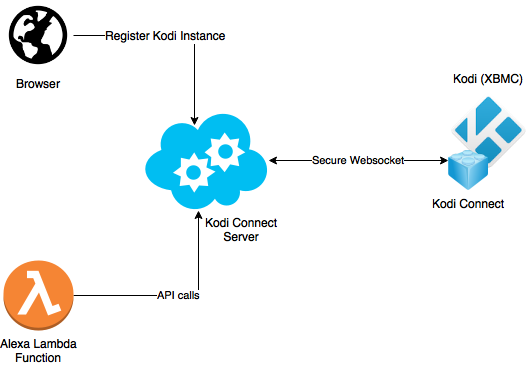 Register Kodi Instance
Browser
Kodi (XBMC)
Secure Websocket
Kodi Connect
Kodi Connect
Server
API calls
Alexa Lambda
Function